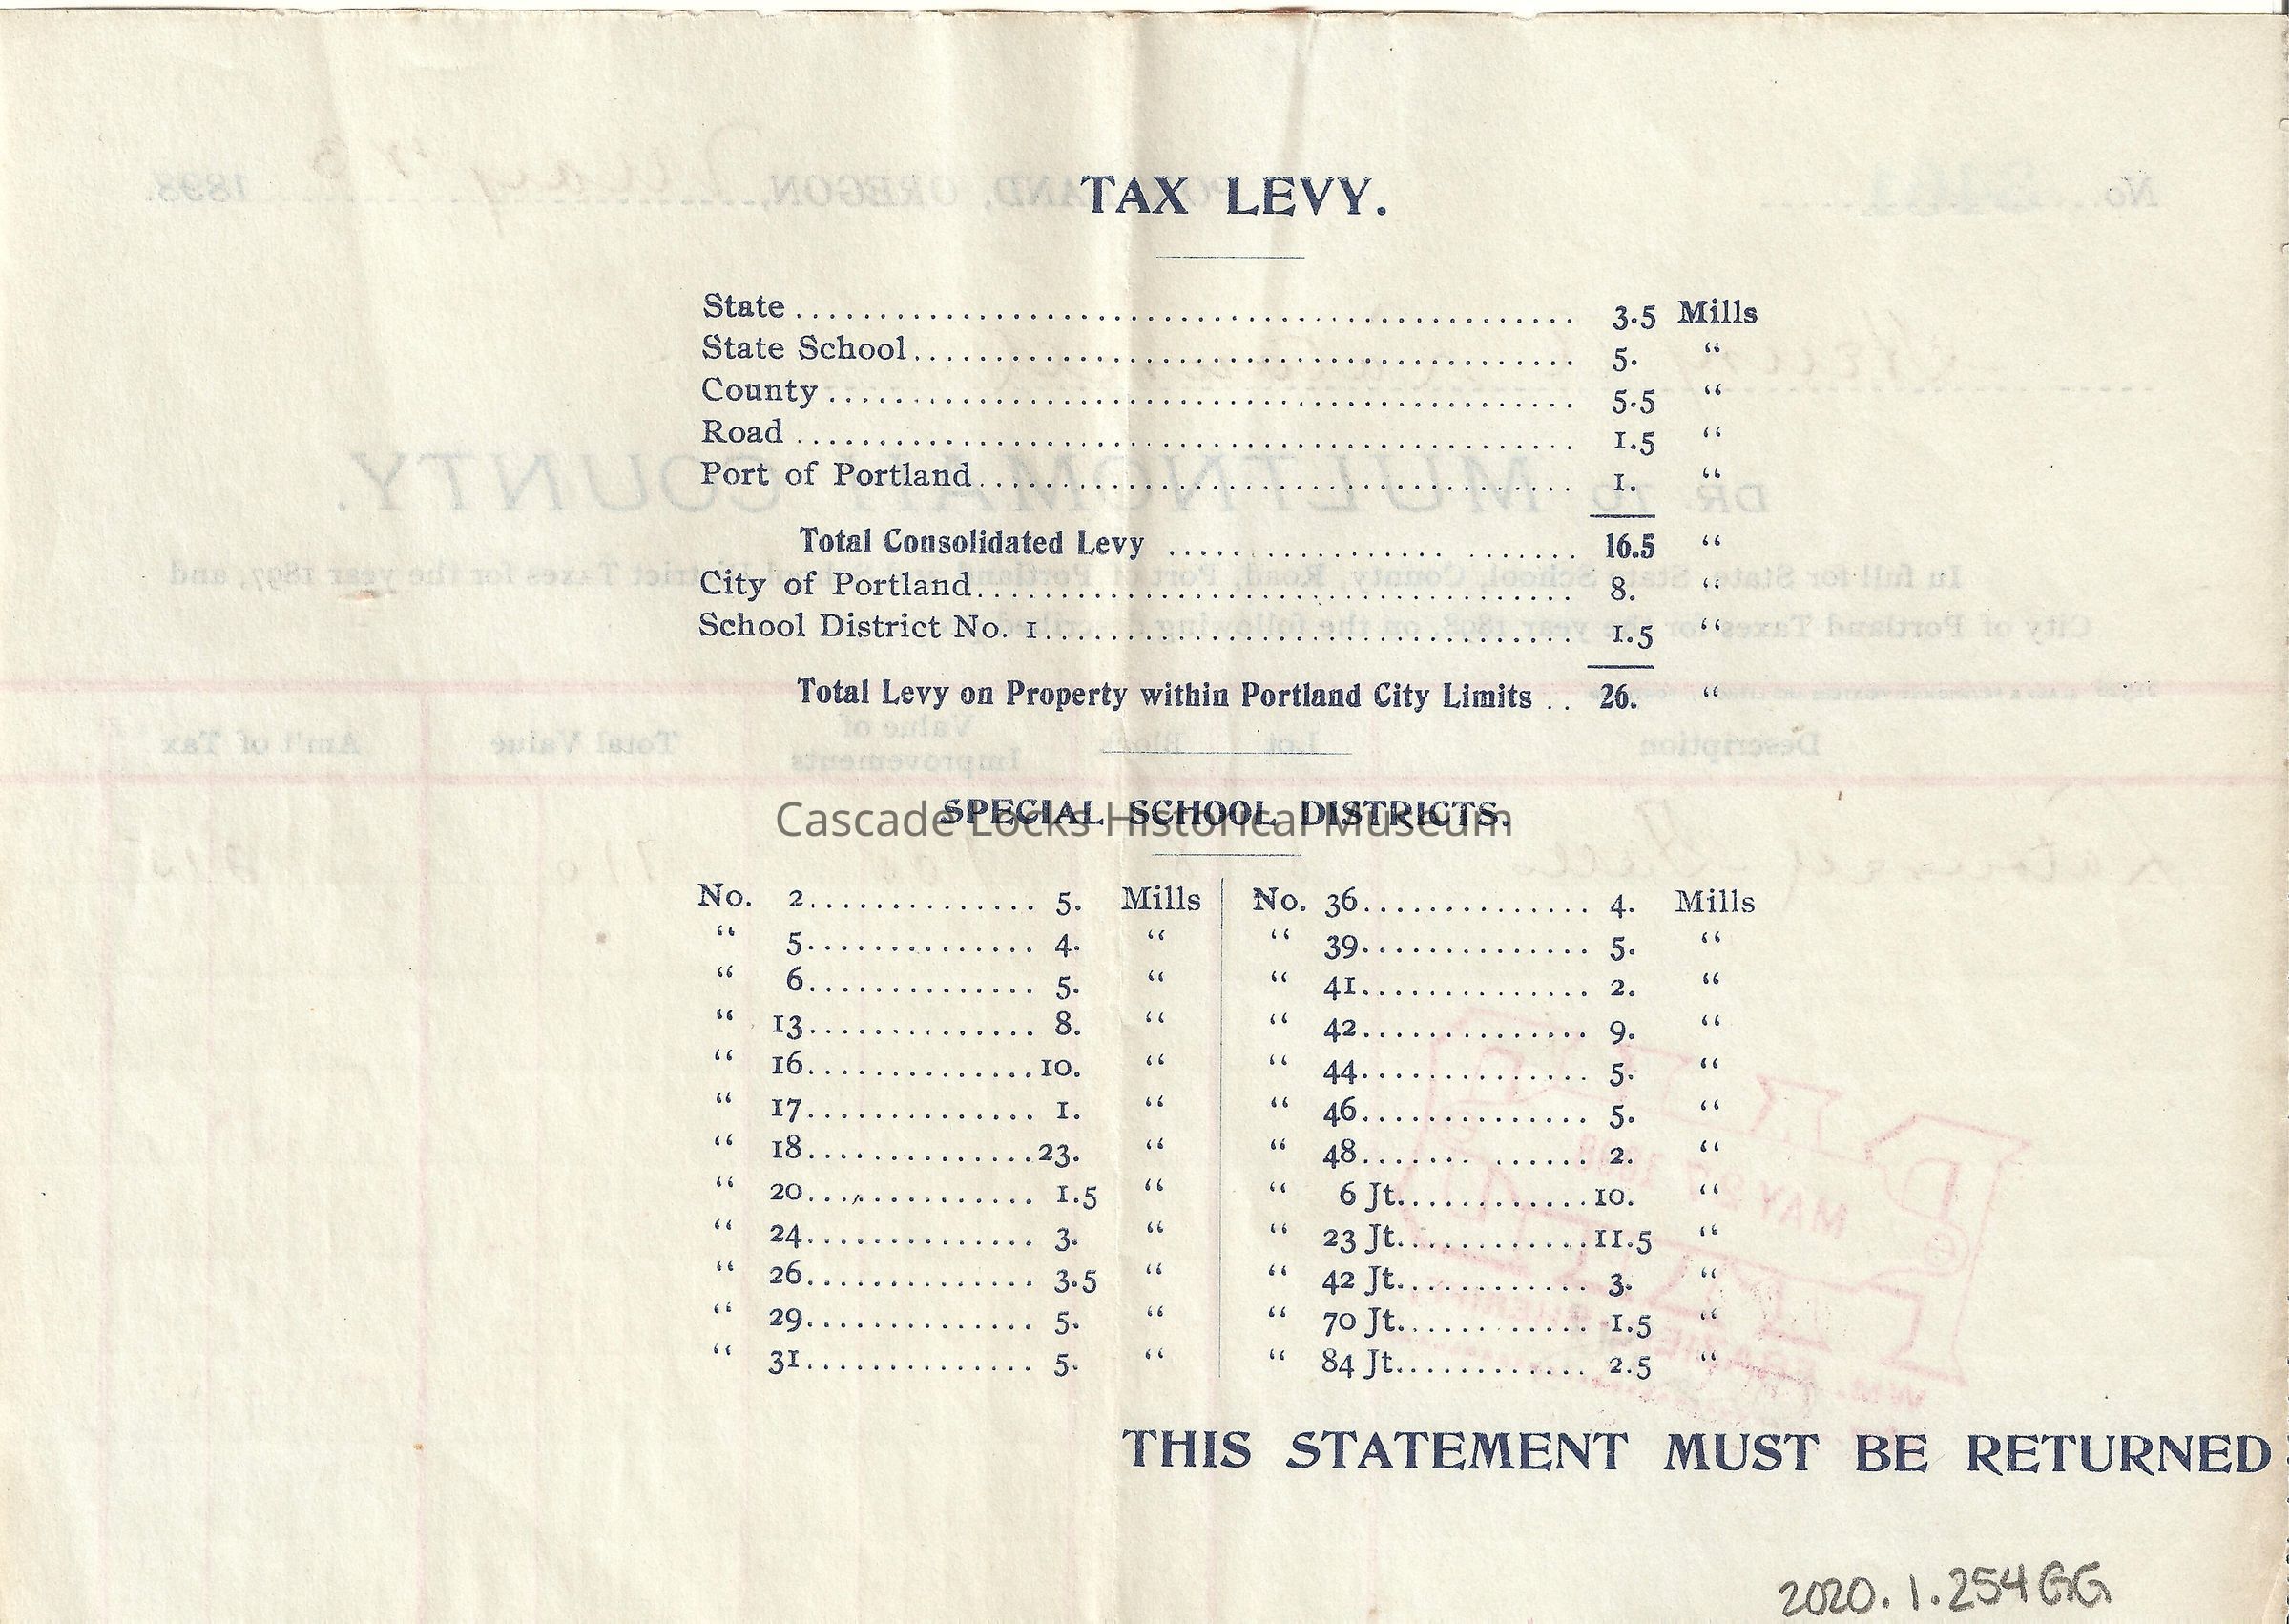 TAX LEVY.
State........................................ 3.5 Mills
State School........................................ 5. “
County........................................ 5.5 “
Road........................................ 1.5 “
Port of Portland........................................ 1. “
Total Consolidated Levy ........................ 16.5 “
City of Portland........................................ 8. “
School District No. 1........................................ 1.5 “
Total Levy on Property within Portland City Limits .. 26. “
SPECIAL SCHOOL DISTRICTS.
Cascade Locks Historical Museum
No. 2.............. 5. Mills No. 36.............. 4. Mills
“ 5.............. 4. “ “ 39.............. 5. “
“ 6.............. 5. “ “ 41.............. 2. “
“ 13.............. 8. “ “ 42.............. 9. “
“ 16..............10. “ “ 44.............. 5. “
“ 17.............. 1. “ “ 46.............. 5. “
“ 18..............23. “ “ 48.............. 2. “
“ 20.............. 1.5 “ “ 6 Jt............10. “
“ 24.............. 3. “ “ 23 Jt............11.5 “
“ 26.............. 3.5 “ “ 42 Jt............ 3. “
“ 29.............. 5. “ “ 70 Jt............ 1.5 “
“ 31.............. 5. “ “ 84 Jt............ 2.5 “
THIS STATEMENT MUST BE RETURNED
2020.1.254GG